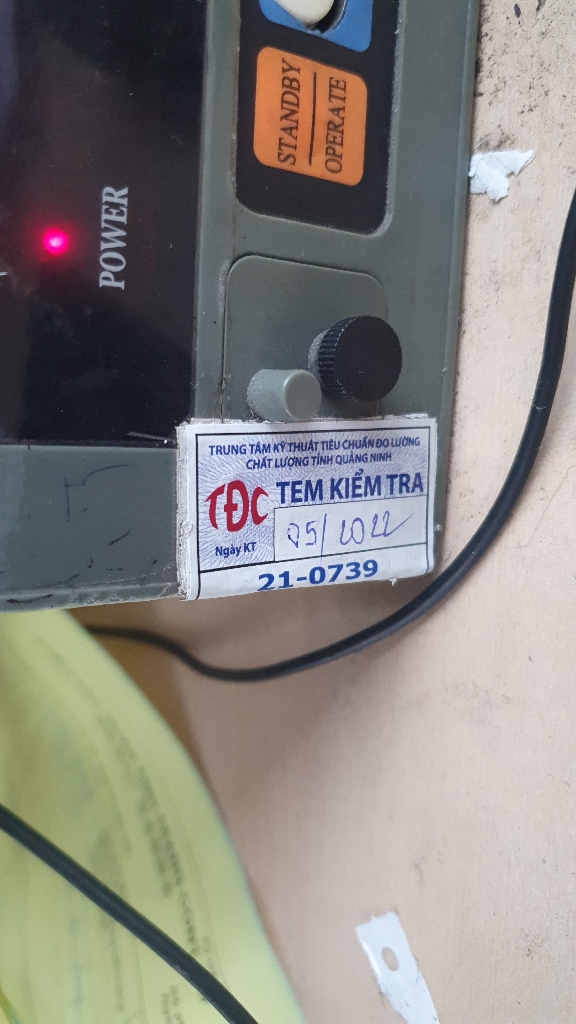 STANDBY
OPERATE
POWER
TRUNG TÂM KỸ THUẬT TIÊU CHUẨN ĐO LƯỜNG
CHẤT LƯỢNG TỈNH QUẢNG NINH
TĐC
TEM KIỂM TRA
Ngày KT
05/2022
21-0739